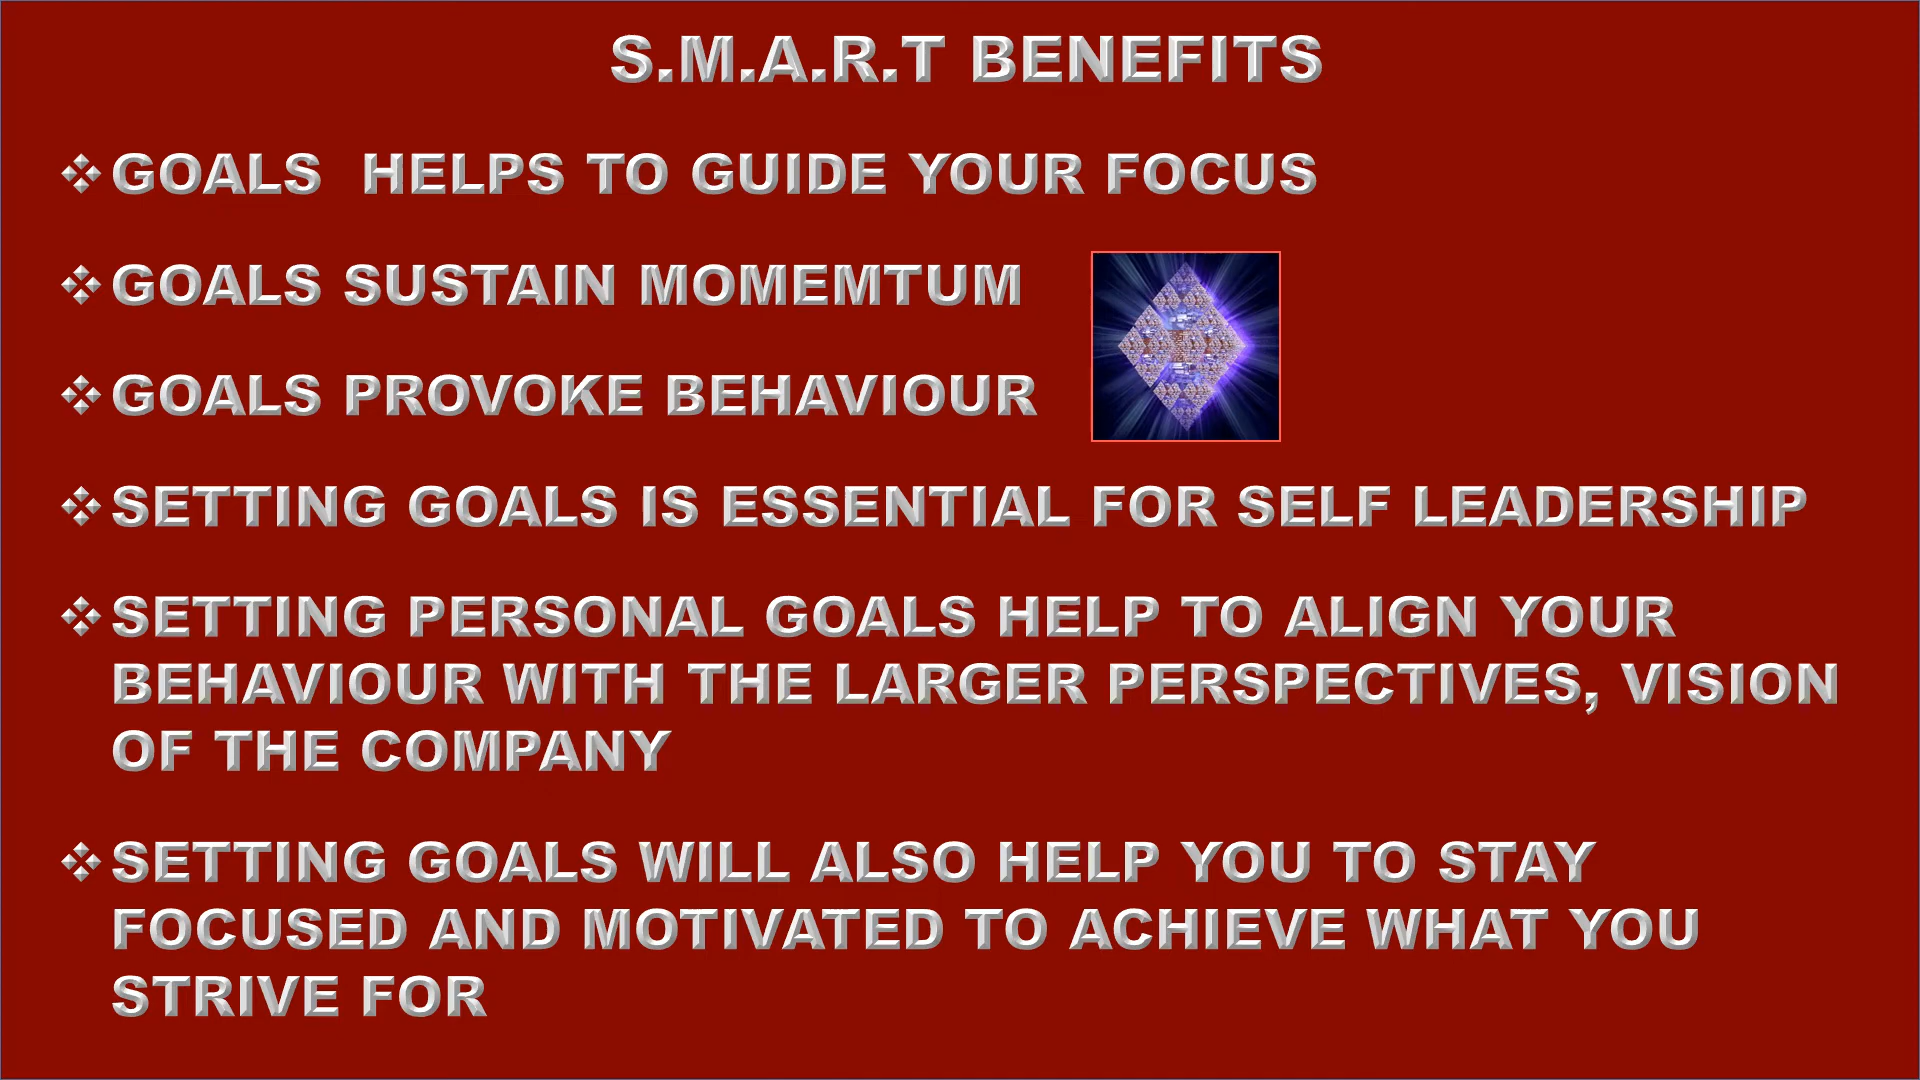 S.M.A.R.T BENEFITS
❖ GOALS  HELPS TO GUIDE YOUR FOCUS
❖ GOALS SUSTAIN MOMEMTUM
❖ GOALS PROVOKE BEHAVIOUR
❖ SETTING GOALS IS ESSENTIAL FOR SELF LEADERSHIP
❖ SETTING PERSONAL GOALS HELP TO ALIGN YOUR
BEHAVIOUR WITH THE LARGER PERSPECTIVES, VISION
OF THE COMPANY
❖ SETTING GOALS WILL ALSO HELP YOU TO STAY
FOCUSED AND MOTIVATED TO ACHIEVE WHAT YOU
STRIVE FOR